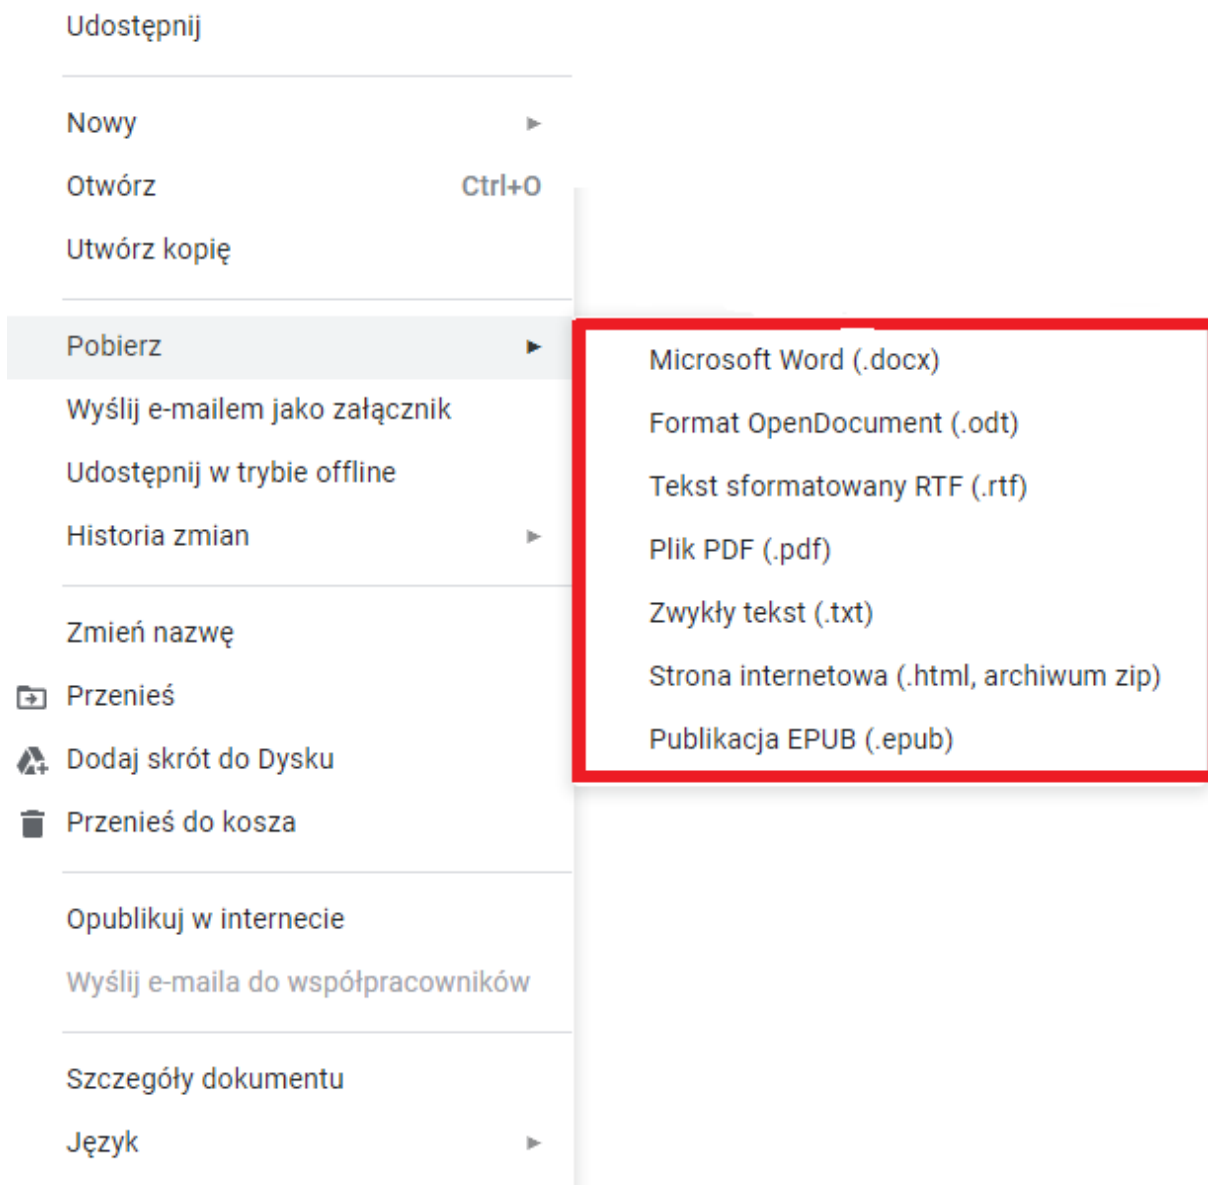 Udostępnij
Nowy
Otwórz Ctrl+O
Utwórz kopię
Pobierz
Wyślij e-mailem jako załącznik
Udostępnij w trybie offline
Historia zmian
Zmień nazwę
Przenieś
Dodaj skrót do Dysku
Przenieś do kosza
Opublikuj w internecie
Wyślij e-maila do współpracowników
Szczegóły dokumentu
Język
Microsoft Word (.docx)
Format OpenDocument (.odt)
Tekst sformatowany RTF (.rtf)
Plik PDF (.pdf)
Zwykły tekst (.txt)
Strona internetowa (.html, archiwum zip)
Publikacja EPUB (.epub)